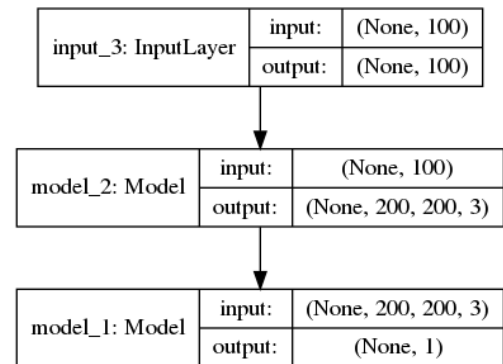 input_3: InputLayer
input: (None, 100)
output: (None, 100)
model_2: Model
input: (None, 100)
output: (None, 200, 200, 3)
model_1: Model
input: (None, 200, 200, 3)
output: (None, 1)